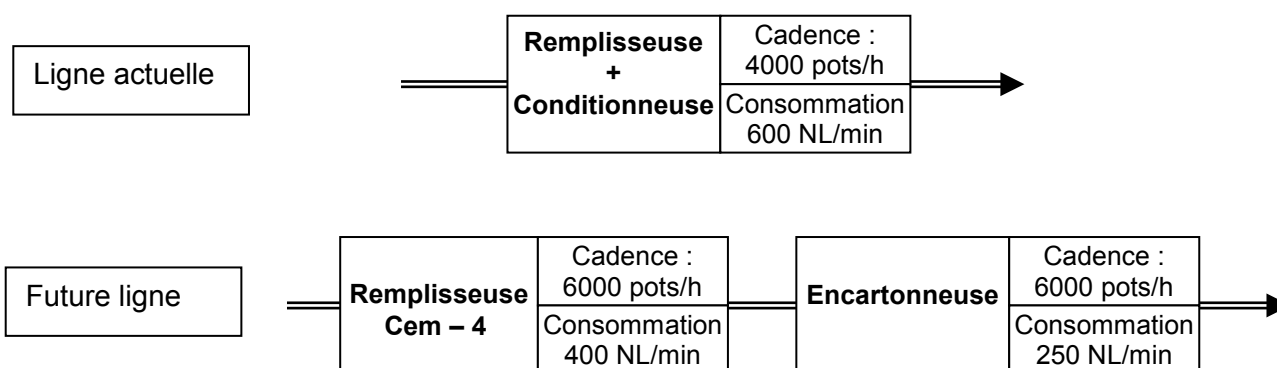 Ligne actuelle
Remplisseuse
+
Conditionneuse
Cadence :
4000 pots/h
Consommation
600 NL/min
Future ligne
Remplisseuse
Cem – 4
Cadence :
6000 pots/h
Consommation
400 NL/min
Encartonneuse
Cadence :
6000 pots/h
Consommation
250 NL/min